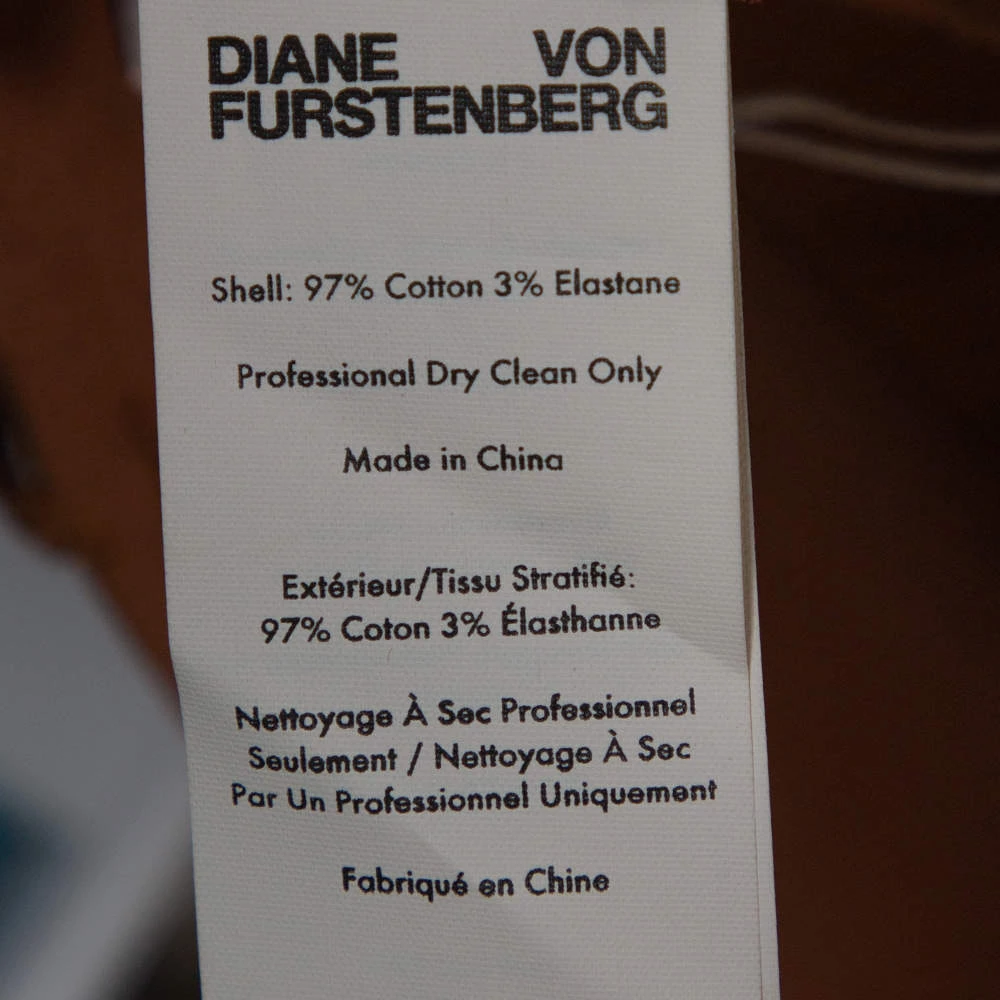 DIANE VON
FURSTENBERG
Shell: 97% Cotton 3% Elastane
Professional Dry Clean Only
Made in China
Extérieur/Tissu Stratifié:
97% Coton 3% Élasthanne
Nettoyage À Sec Professionnel
Seulement / Nettoyage À Sec
Par Un Professionnel Uniquement
Fabriqué en Chine